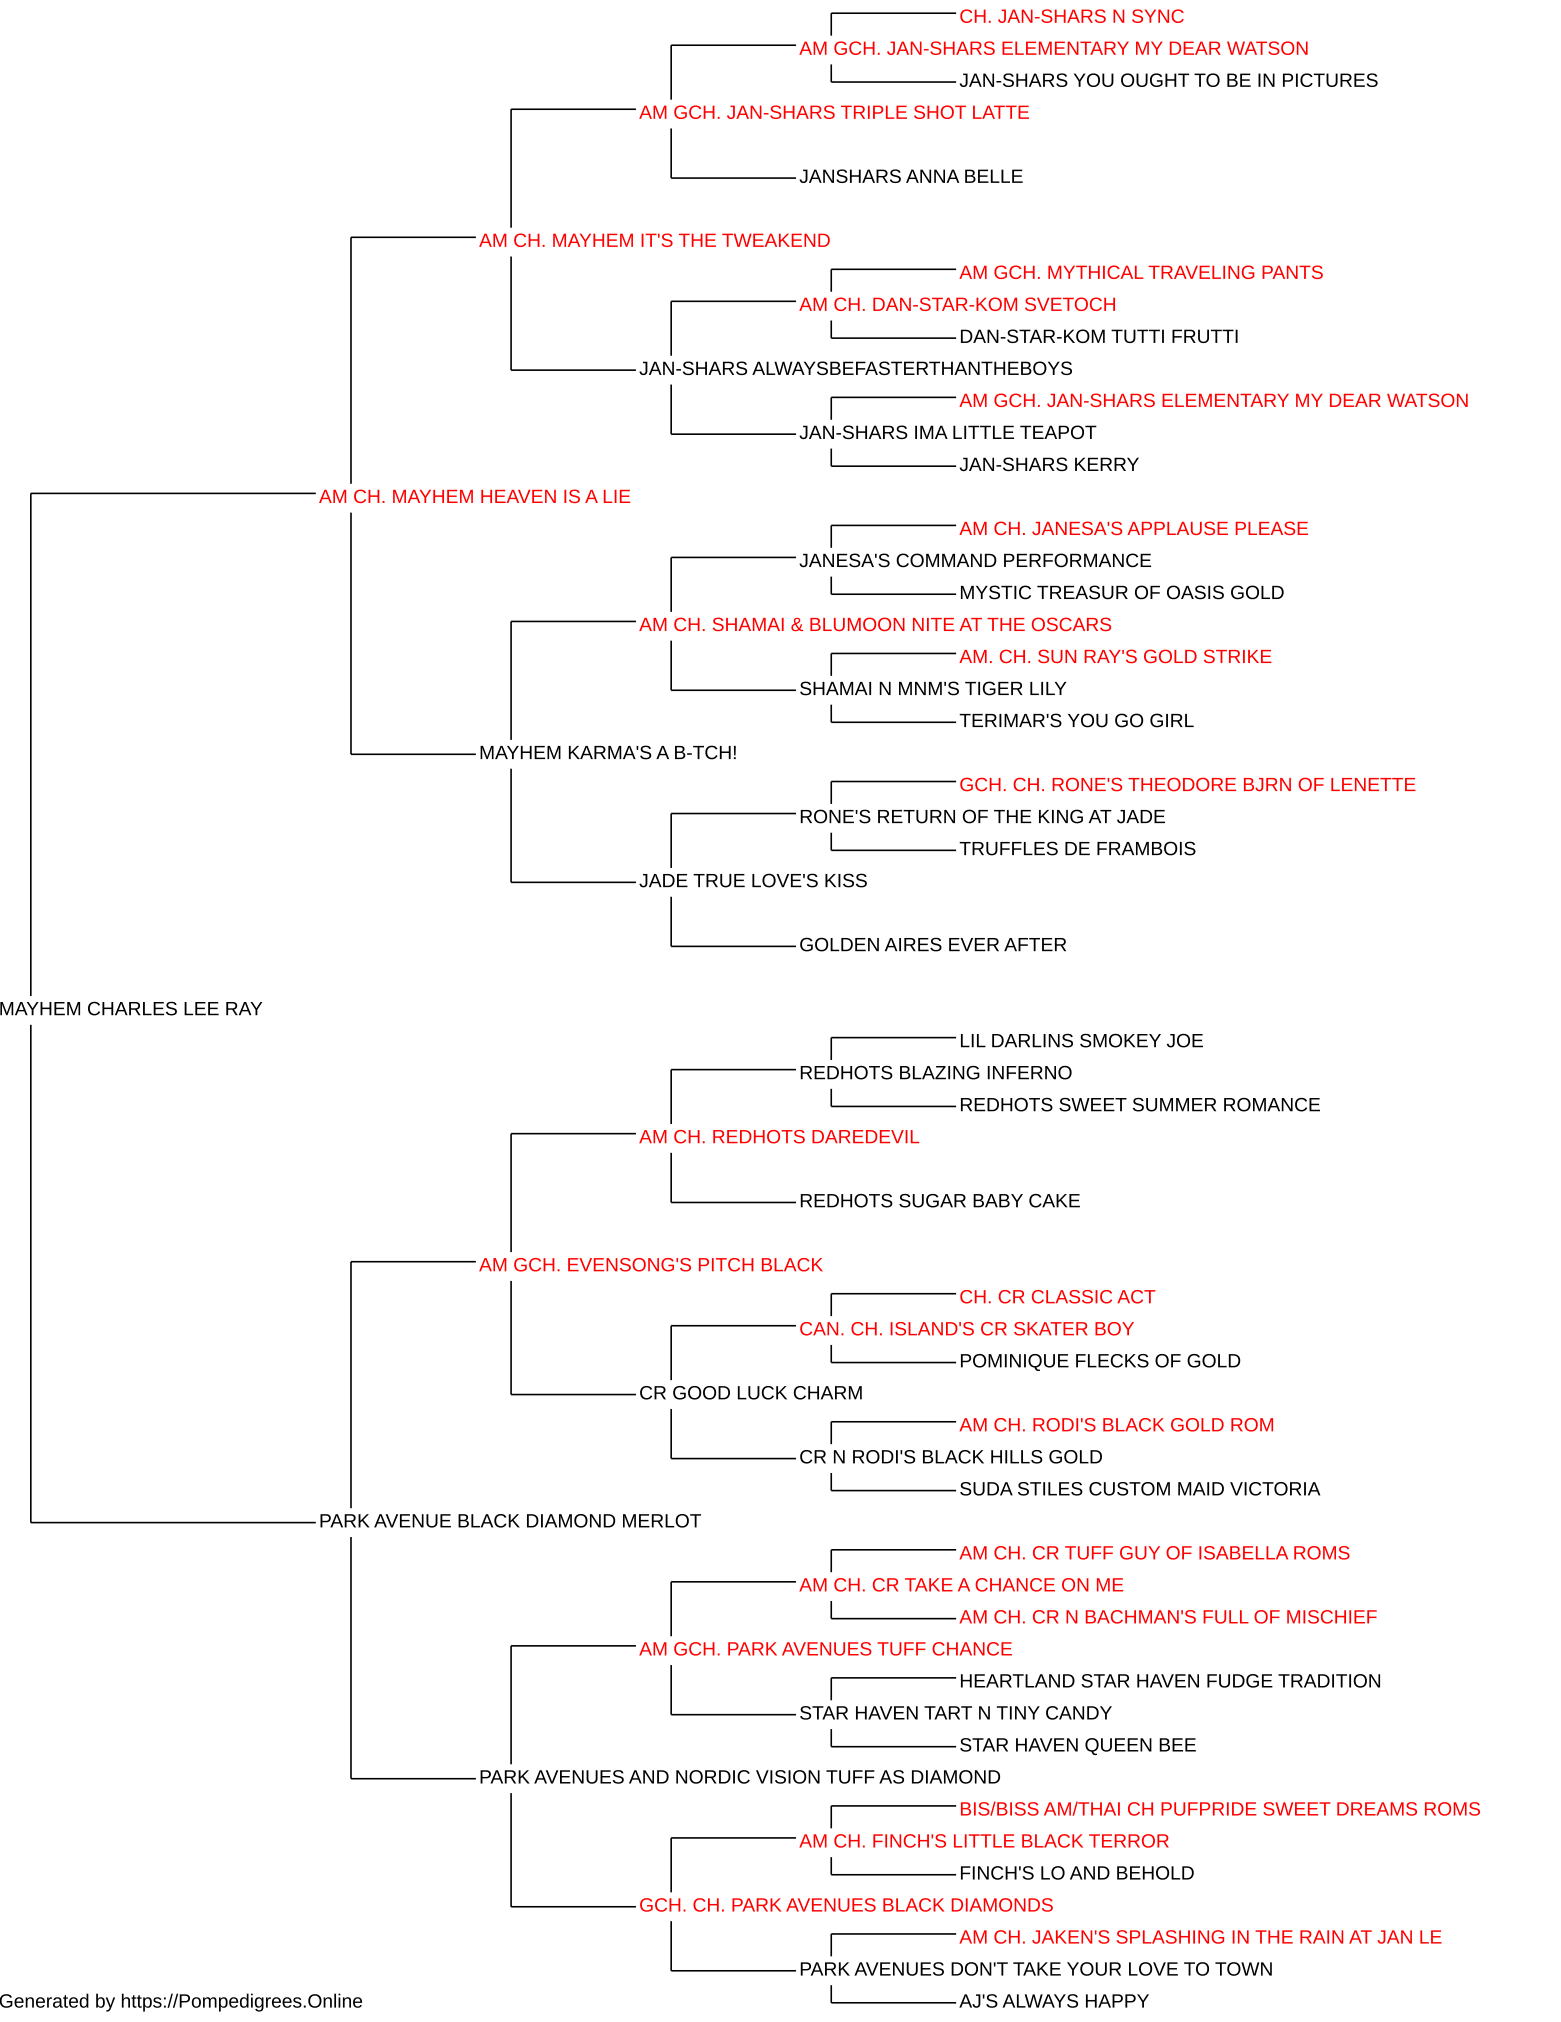 CH. JAN-SHARS N SYNC
AM GCH. JAN-SHARS ELEMENTARY MY DEAR WATSON
JAN-SHARS YOU OUGHT TO BE IN PICTURES
AM GCH. JAN-SHARS TRIPLE SHOT LATTE
JANSHARS ANNA BELLE
AM CH. MAYHEM IT'S THE TWEAKEND
AM GCH. MYTHICAL TRAVELING PANTS
AM CH. DAN-STAR-KOM SVETOCH
DAN-STAR-KOM TUTTI FRUTTI
JAN-SHARS ALWAYSBEFASTERTHANTHEBOYS
AM GCH. JAN-SHARS ELEMENTARY MY DEAR WATSON
JAN-SHARS IMA LITTLE TEAPOT
JAN-SHARS KERRY
AM CH. MAYHEM HEAVEN IS A LIE
AM CH. JANESA'S APPLAUSE PLEASE
JANESA'S COMMAND PERFORMANCE
MYSTIC TREASUR OF OASIS GOLD
AM CH. SHAMAI & BLUMOON NITE AT THE OSCARS
AM. CH. SUN RAY'S GOLD STRIKE
SHAMAI N MNM'S TIGER LILY
TERIMAR'S YOU GO GIRL
MAYHEM KARMA'S A B-TCH!
GCH. CH. RONE'S THEODORE BJRN OF LENETTE
RONE'S RETURN OF THE KING AT JADE
TRUFFLES DE FRAMBOIS
JADE TRUE LOVE'S KISS
GOLDEN AIRES EVER AFTER
MAYHEM CHARLES LEE RAY
LIL DARLINS SMOKEY JOE
REDHOTS BLAZING INFERNO
REDHOTS SWEET SUMMER ROMANCE
AM CH. REDHOTS DAREDEVIL
REDHOTS SUGAR BABY CAKE
AM GCH. EVENSONG'S PITCH BLACK
CH. CR CLASSIC ACT
CAN. CH. ISLAND'S CR SKATER BOY
POMINIQUE FLECKS OF GOLD
CR GOOD LUCK CHARM
AM CH. RODI'S BLACK GOLD ROM
CR N RODI'S BLACK HILLS GOLD
SUDA STILES CUSTOM MAID VICTORIA
PARK AVENUE BLACK DIAMOND MERLOT
AM CH. CR TUFF GUY OF ISABELLA ROMS
AM CH. CR TAKE A CHANCE ON ME
AM CH. CR N BACHMAN'S FULL OF MISCHIEF
AM GCH. PARK AVENUES TUFF CHANCE
HEARTLAND STAR HAVEN FUDGE TRADITION
STAR HAVEN TART N TINY CANDY
STAR HAVEN QUEEN BEE
PARK AVENUES AND NORDIC VISION TUFF AS DIAMOND
BIS/BISS AM/THAI CH PUFPRIDE SWEET DREAMS ROMS
AM CH. FINCH'S LITTLE BLACK TERROR
FINCH'S LO AND BEHOLD
GCH. CH. PARK AVENUES BLACK DIAMONDS
AM CH. JAKEN'S SPLASHING IN THE RAIN AT JAN LE
PARK AVENUES DON'T TAKE YOUR LOVE TO TOWN
AJ'S ALWAYS HAPPY
Generated by https://Pompedigrees.Online